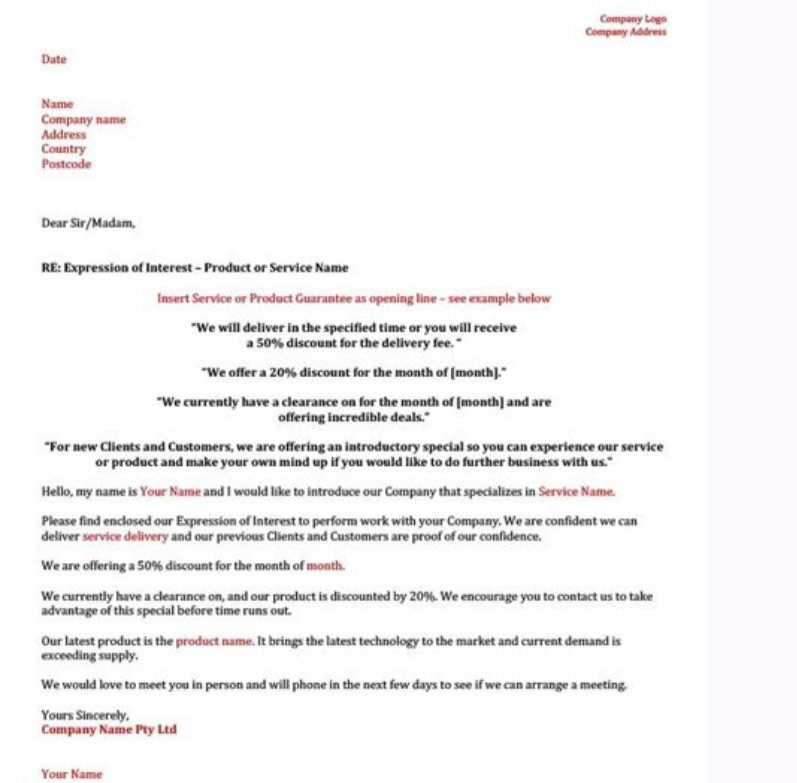 Company Logo
Company Address
Date
Name
Company name
Address
Country
Postcode
Dear Sir/Madam,
RE: Expression of Interest – Product or Service Name
Insert Service or Product Guarantee as opening line – see example below
"We will deliver in the specified time or you will receive
a 50% discount for the delivery fee. "
"We offer a 20% discount for the month of [month]."
"We currently have a clearance on for the month of [month] and are
offering incredible deals."
"For new Clients and Customers, we are offering an introductory special so you can experience our service
or product and make your own mind up if you would like to do further business with us."
Hello, my name is Your Name and I would like to introduce our Company that specializes in Service Name.
Please find enclosed our Expression of Interest to perform work with your Company. We are confident we can
deliver service delivery and our previous Clients and Customers are proof of our confidence.
We are offering a 50% discount for the month of month.
We currently have a clearance on, and our product is discounted by 20%. We encourage you to contact us to take
advantage of this special before time runs out.
Our latest product is the product name. It brings the latest technology to the market and current demand is
exceeding supply.
We would love to meet you in person and will phone in the next few days to see if we can arrange a meeting.
Yours Sincerely,
Company Name Pty Ltd
Your Name